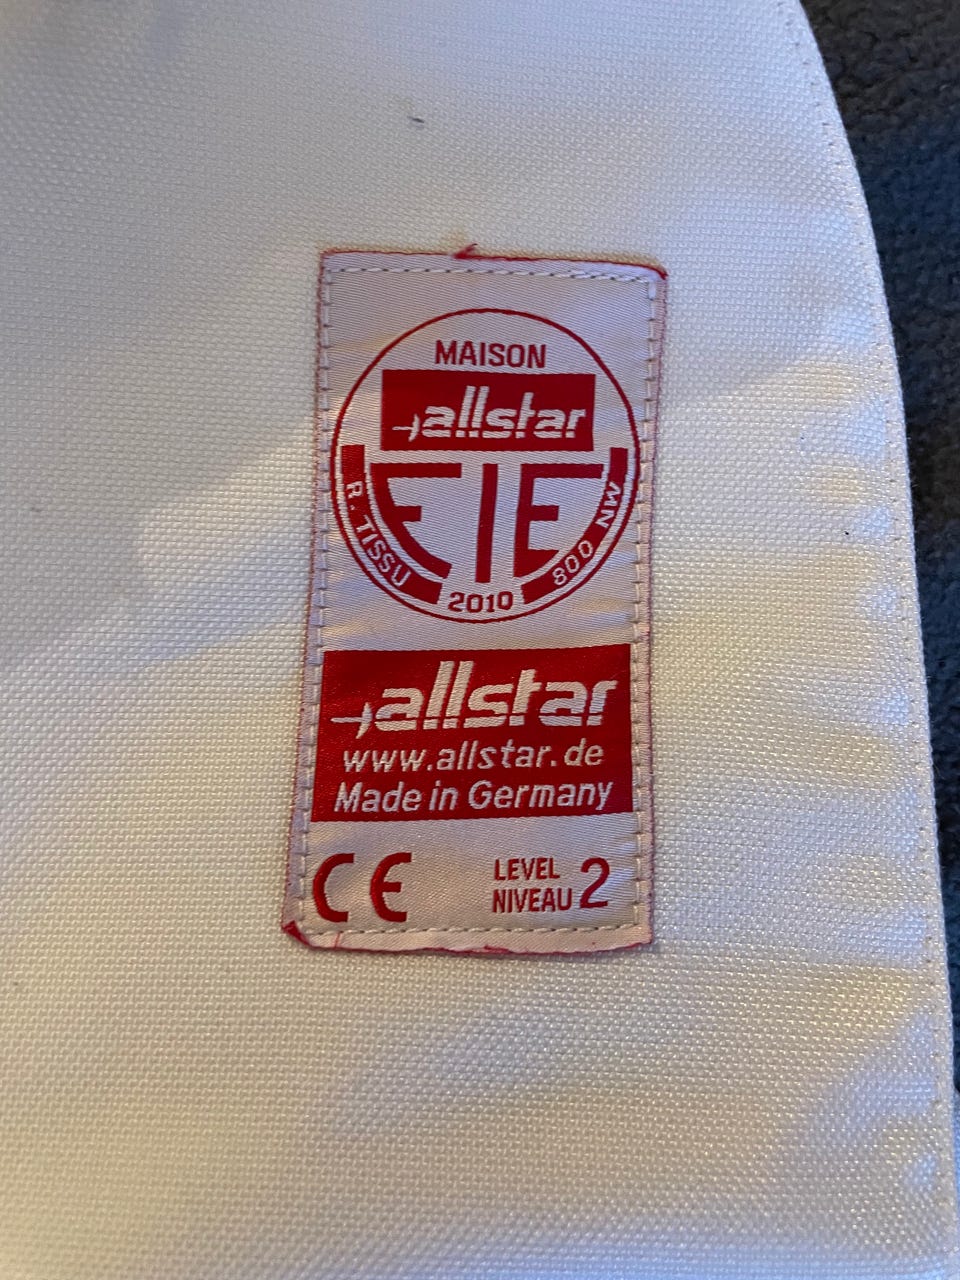 MAISON
allstar
FIE
R. TISSU
800 NW
2010
allstar
www.allstar.de
Made in Germany
CE
LEVEL
NIVEAU 2